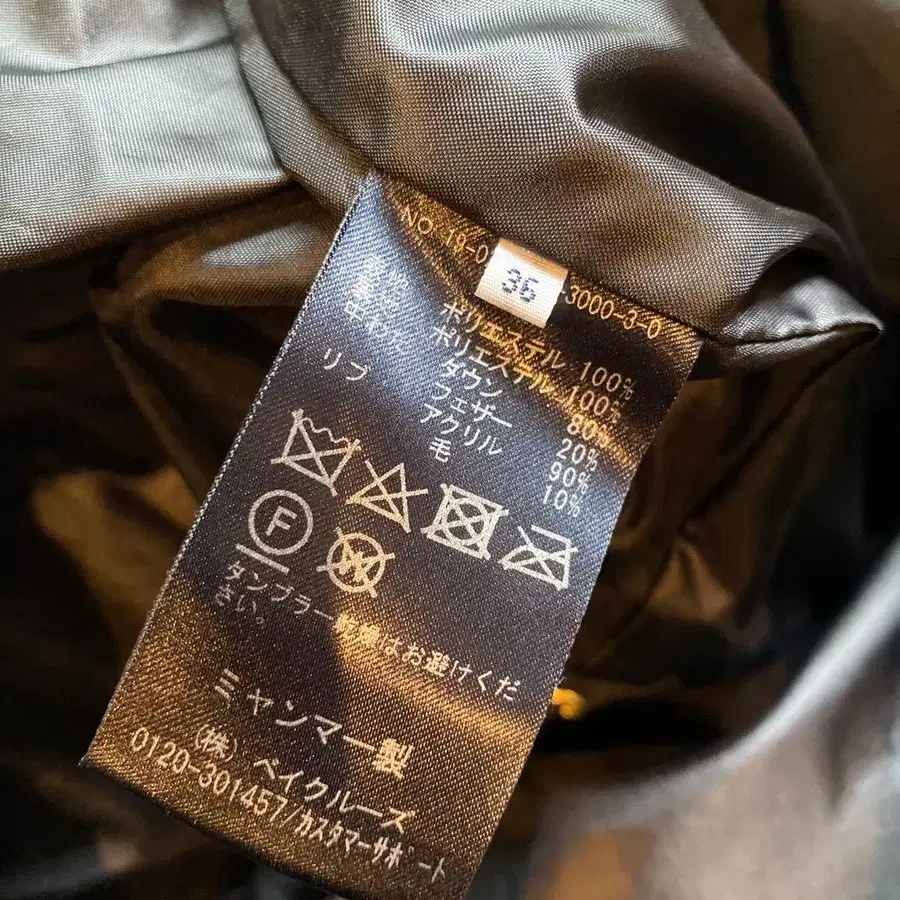 NO 19-0
36
3000-3-0
ポリエステル 100%
ポリエステル 100%
ダウン 80%
フェザー 20%
リブ アクリル 90%
毛 10%
F
タンブラー乾燥はお避けくだ
さい。
ミャンマー製
(株)ベイクルーズ
0120-301457/カスタマーサポート